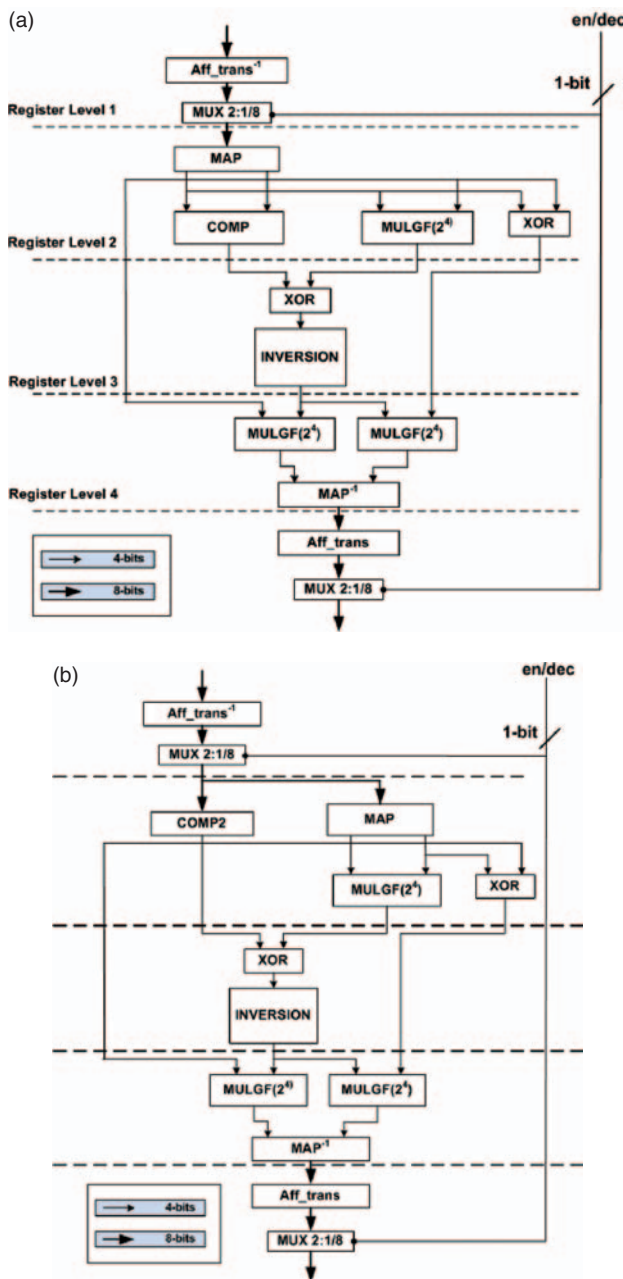 (a)
en/dec
Aff_trans⁻¹
1-bit
Register Level 1
MUX 2:1/8
MAP
COMP
MULGF(2⁴⁾
XOR
Register Level 2
XOR
INVERSION
Register Level 3
MULGF(2⁴)
MULGF(2⁴)
MAP⁻¹
Register Level 4
Aff_trans
4-bits
8-bits
MUX 2:1/8
(b)
en/dec
Aff_trans⁻¹
1-bit
MUX 2:1/8
COMP2
MAP
MULGF(2⁴)
XOR
XOR
INVERSION
MULGF(2⁴⁾
MULGF(2⁴)
MAP⁻¹
Aff_trans
4-bits
8-bits
MUX 2:1/8